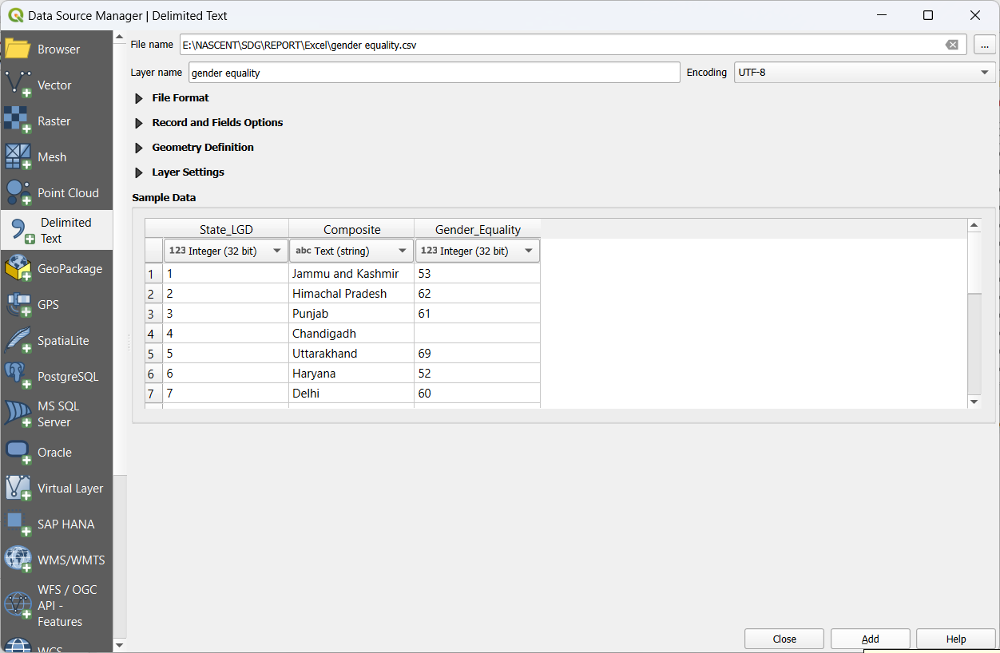 Data Source Manager | Delimited Text
Browser
Vector
Raster
Mesh
Point Cloud
Delimited
Text
GeoPackage
GPS
SpatiaLite
PostgreSQL
MS SQL
Server
Oracle
Virtual Layer
SAP HANA
WMS/WMTS
WFS / OGC
API -
Features
WCS
File name E:\NASCENT\SDG\REPORT\Excel\gender equality.csv ...
Layer name gender equality Encoding UTF-8
File Format
Record and Fields Options
Geometry Definition
Layer Settings
Sample Data
State_LGD Composite Gender_Equality
123 Integer (32 bit) abc Text (string) 123 Integer (32 bit)
1 1 Jammu and Kashmir 53
2 2 Himachal Pradesh 62
3 3 Punjab 61
4 4 Chandigadh
5 5 Uttarakhand 69
6 6 Haryana 52
7 7 Delhi 60
Close Add Help